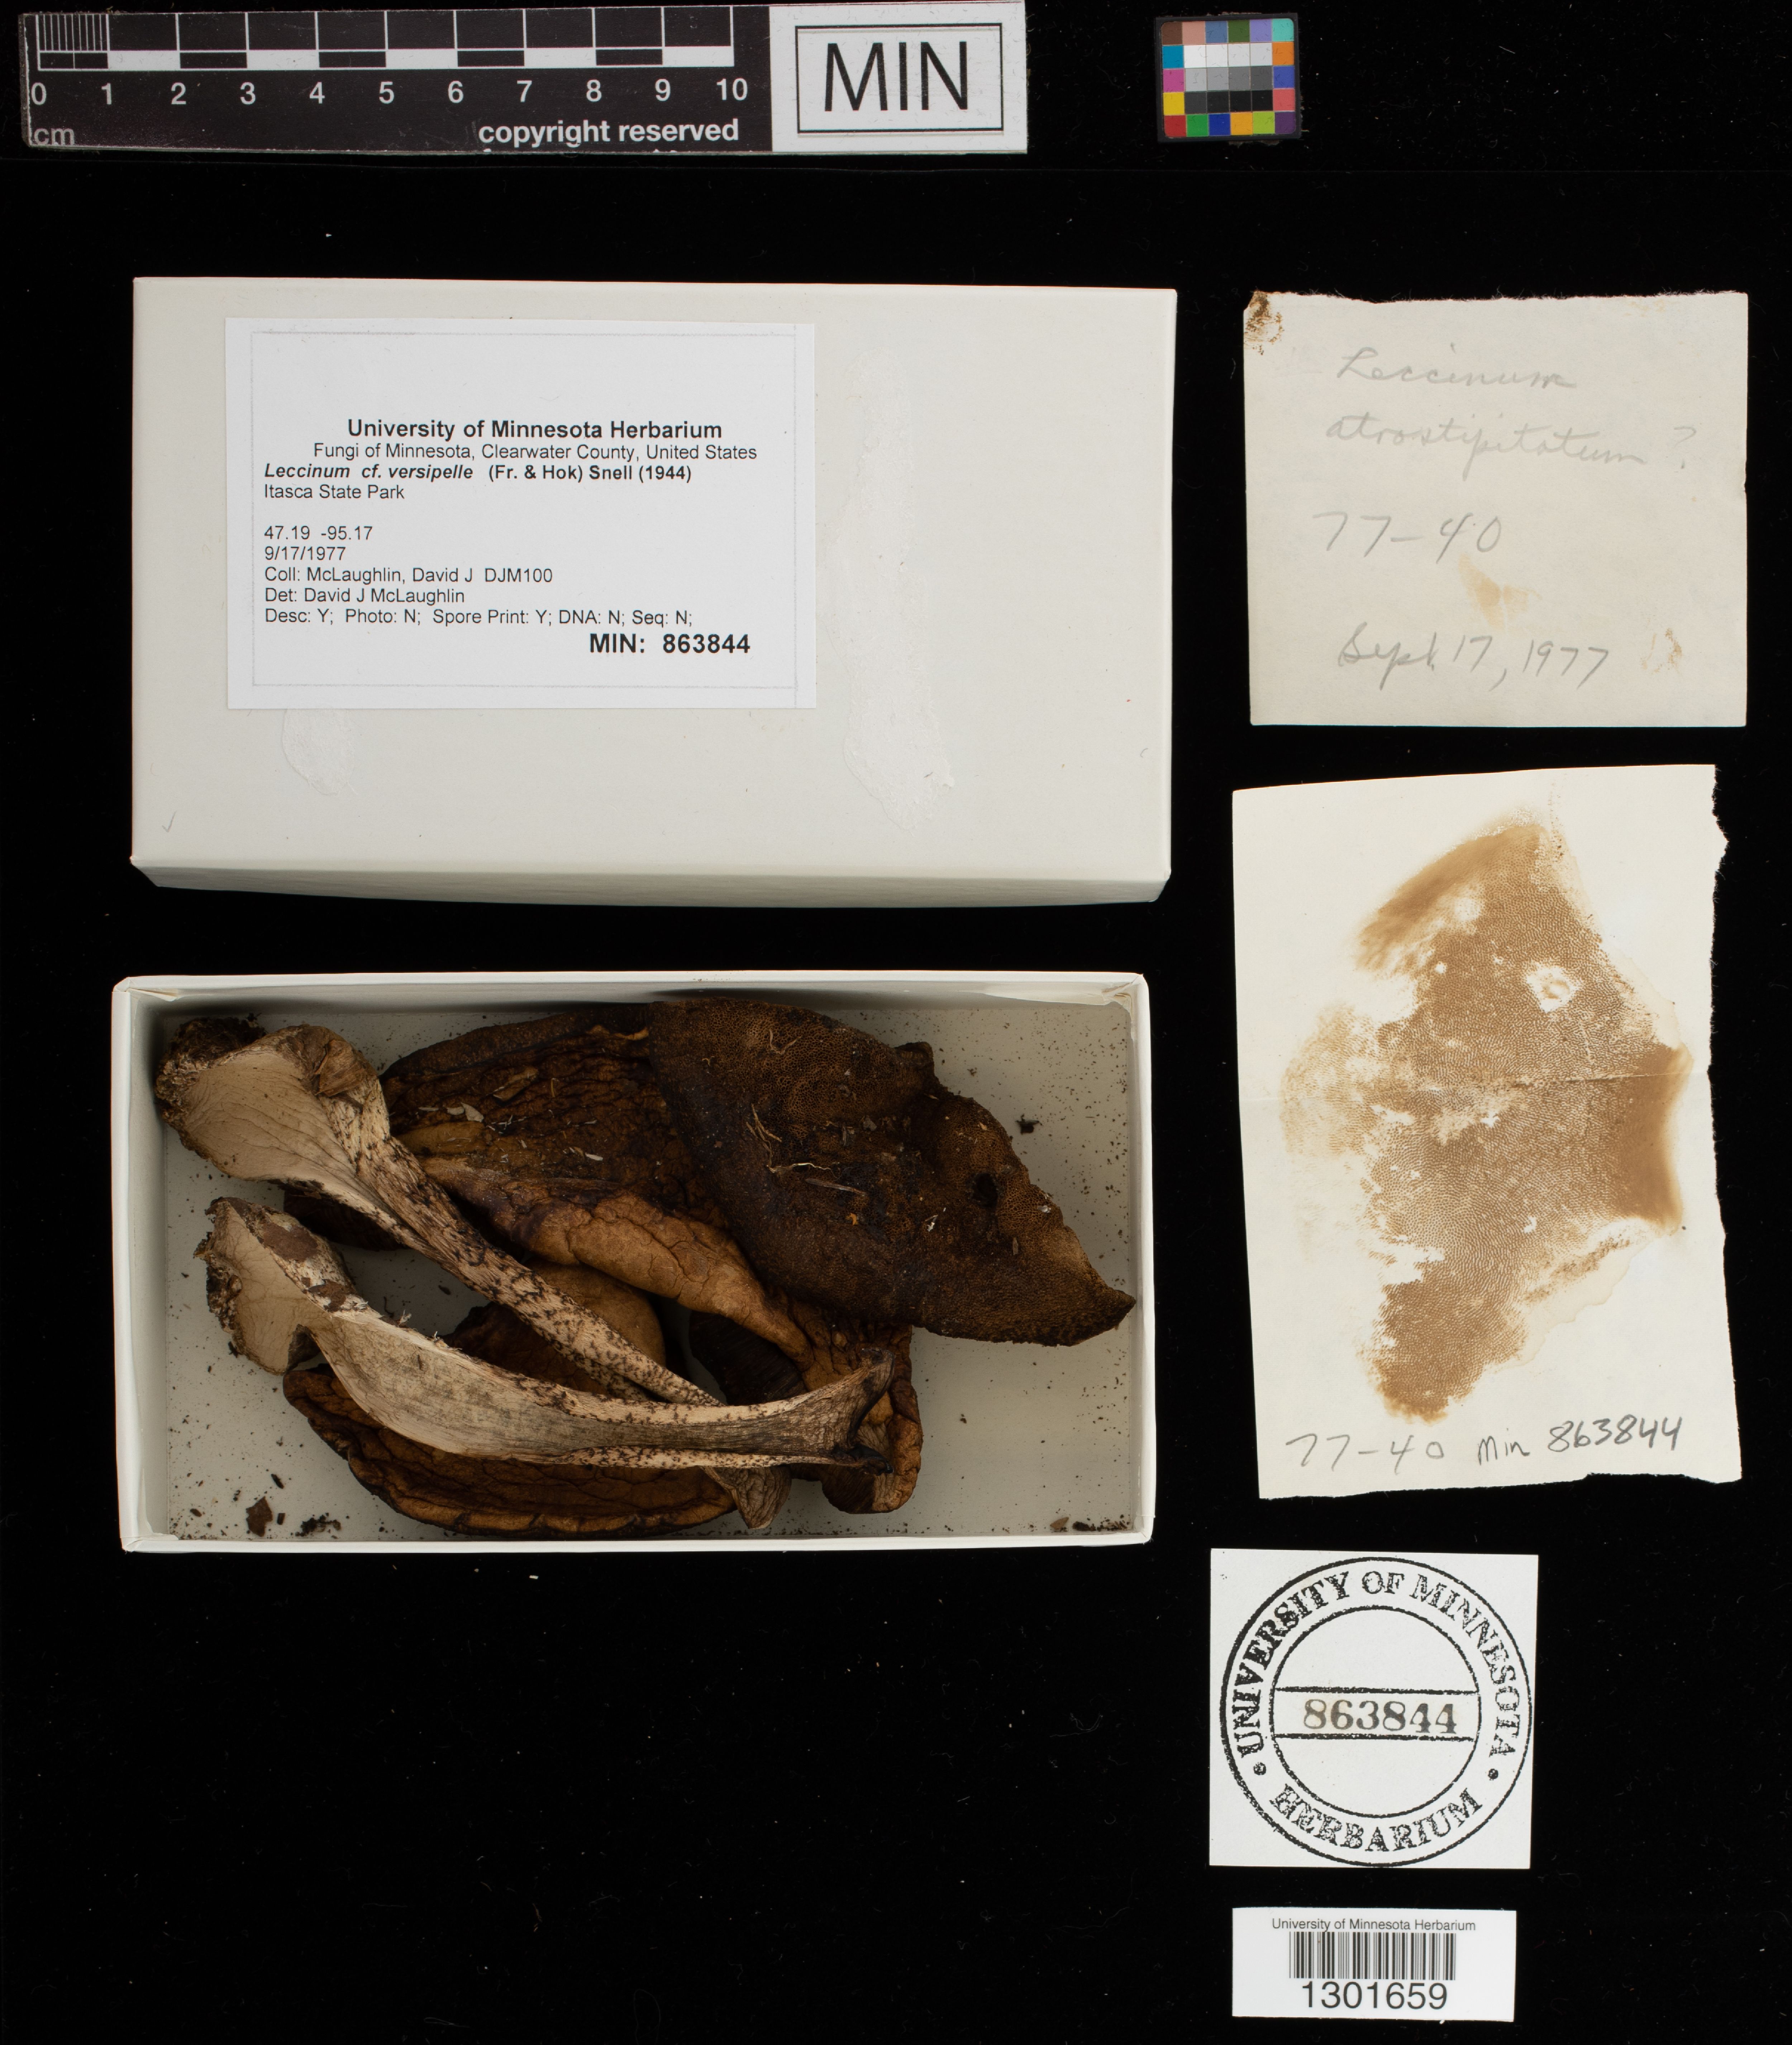 0 1 2 3 4 5 6 7 8 9 10
cm
copyright reserved
MIN
University of Minnesota Herbarium
Fungi of Minnesota, Clearwater County, United States
Leccinum cf. versipelle (Fr. & Hok) Snell (1944)
Itasca State Park
47.19 -95.17
9/17/1977
Coll: McLaughlin, David J DJM100
Det: David J McLaughlin
Desc: Y; Photo: N; Spore Print: Y; DNA: N; Seq: N;
MIN: 863844
Leccinum
atrostipitatum ?
77-40
Sept. 17, 1977
77-40 Min 863844
UNIVERSITY OF MINNESOTA
863844
HERBARIUM
University of Minnesota Herbarium
1301659